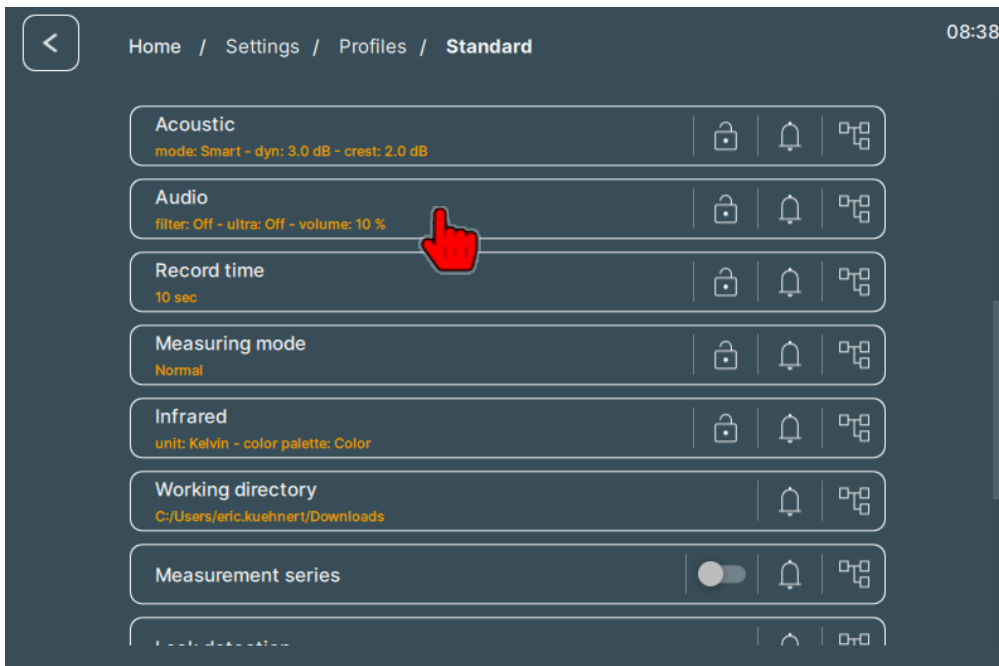 Home / Settings / Profiles / Standard
08:38
Acoustic
mode: Smart - dyn: 3.0 dB - crest: 2.0 dB
Audio
filter: Off - ultra: Off - volume: 10 %
Record time
10 sec
Measuring mode
Normal
Infrared
unit: Kelvin - color palette: Color
Working directory
C:/Users/eric.kuehnert/Downloads
Measurement series